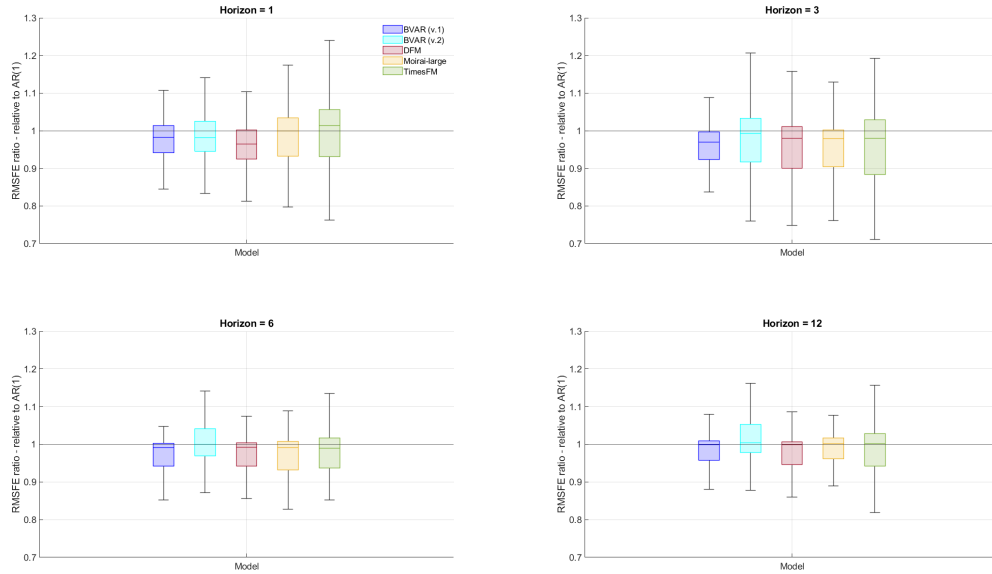 Horizon = 1
RMSFE ratio - relative to AR(1)
1.3
1.2
1.1
1
0.9
0.8
0.7
BVAR (v.1)
BVAR (v.2)
DFM
Moirai-large
TimesFM
Model
Horizon = 3
RMSFE ratio - relative to AR(1)
1.3
1.2
1.1
1
0.9
0.8
0.7
Model
Horizon = 6
RMSFE ratio - relative to AR(1)
1.3
1.2
1.1
1
0.9
0.8
0.7
Model
Horizon = 12
RMSFE ratio - relative to AR(1)
1.3
1.2
1.1
1
0.9
0.8
0.7
Model